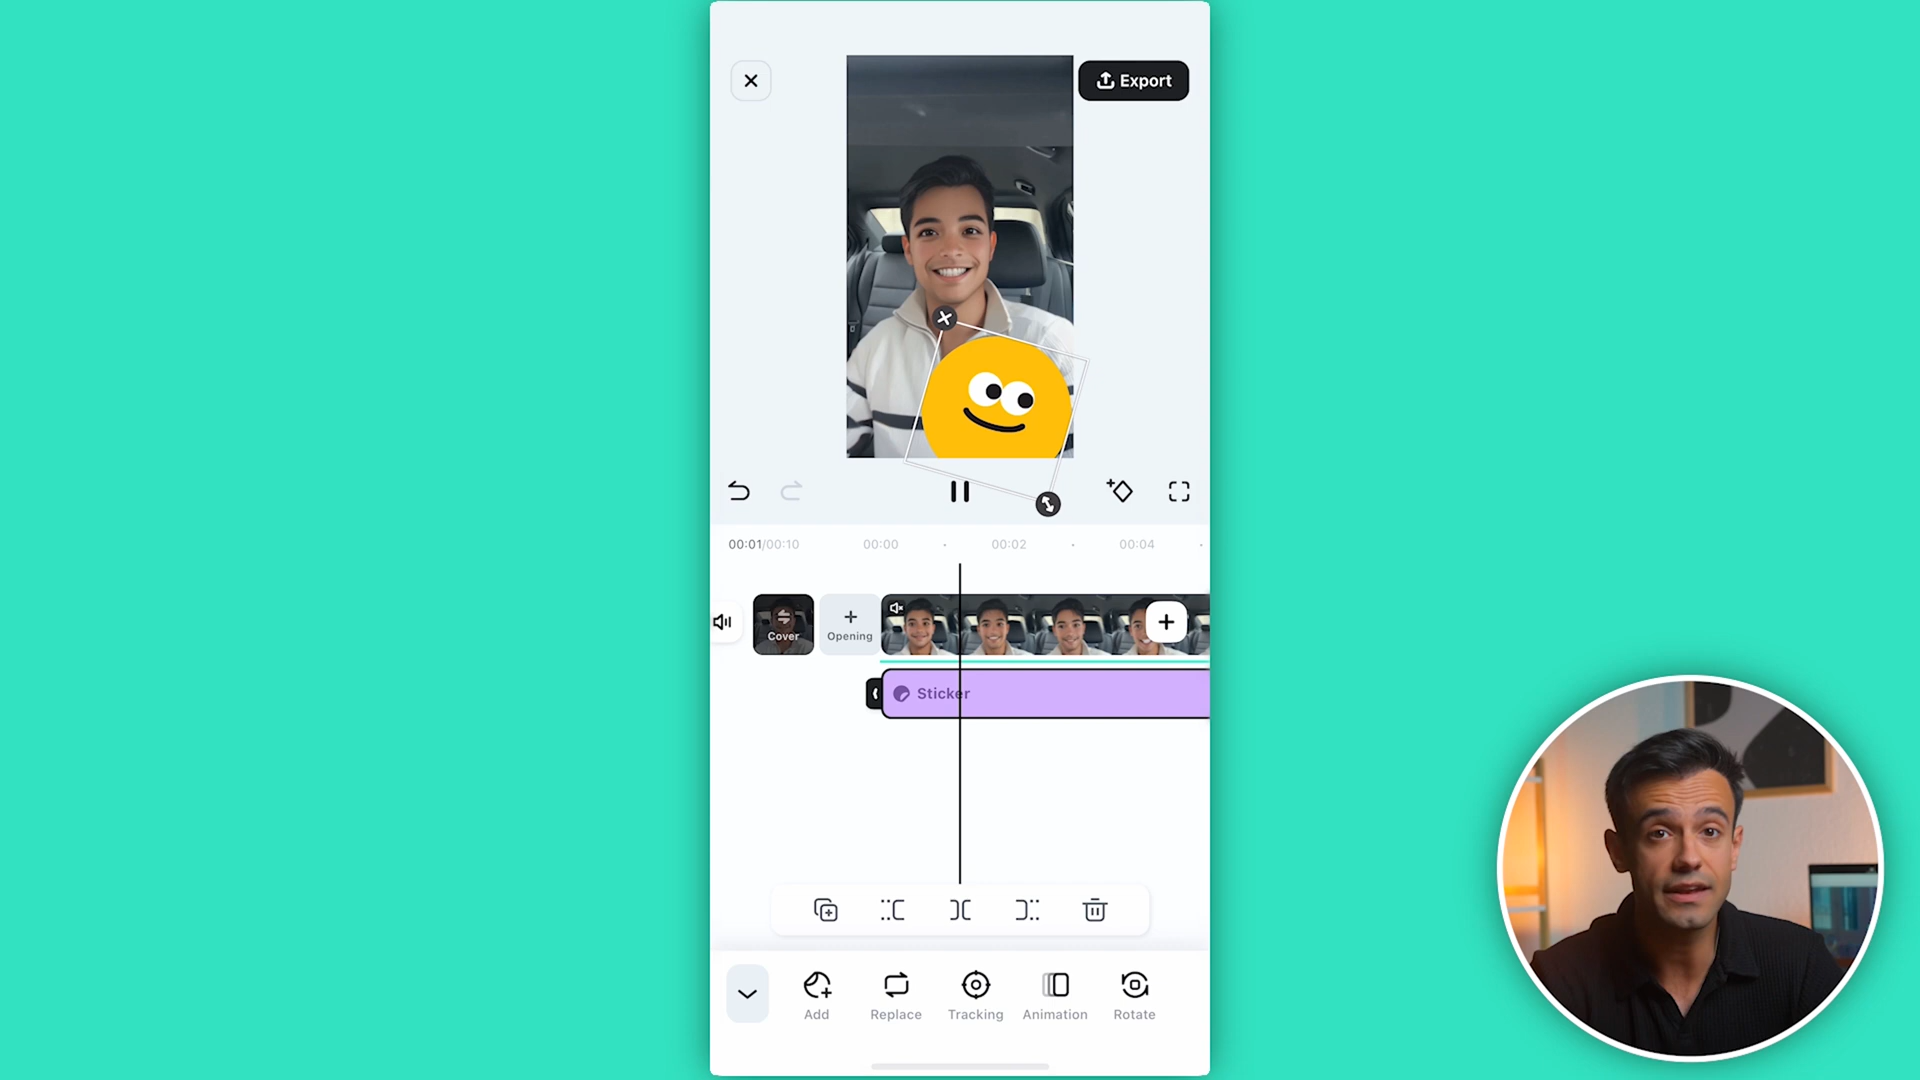 Export
00:01/00:10 00:00 00:02 00:04
Cover
Opening
Sticker
Add Replace Tracking Animation Rotate